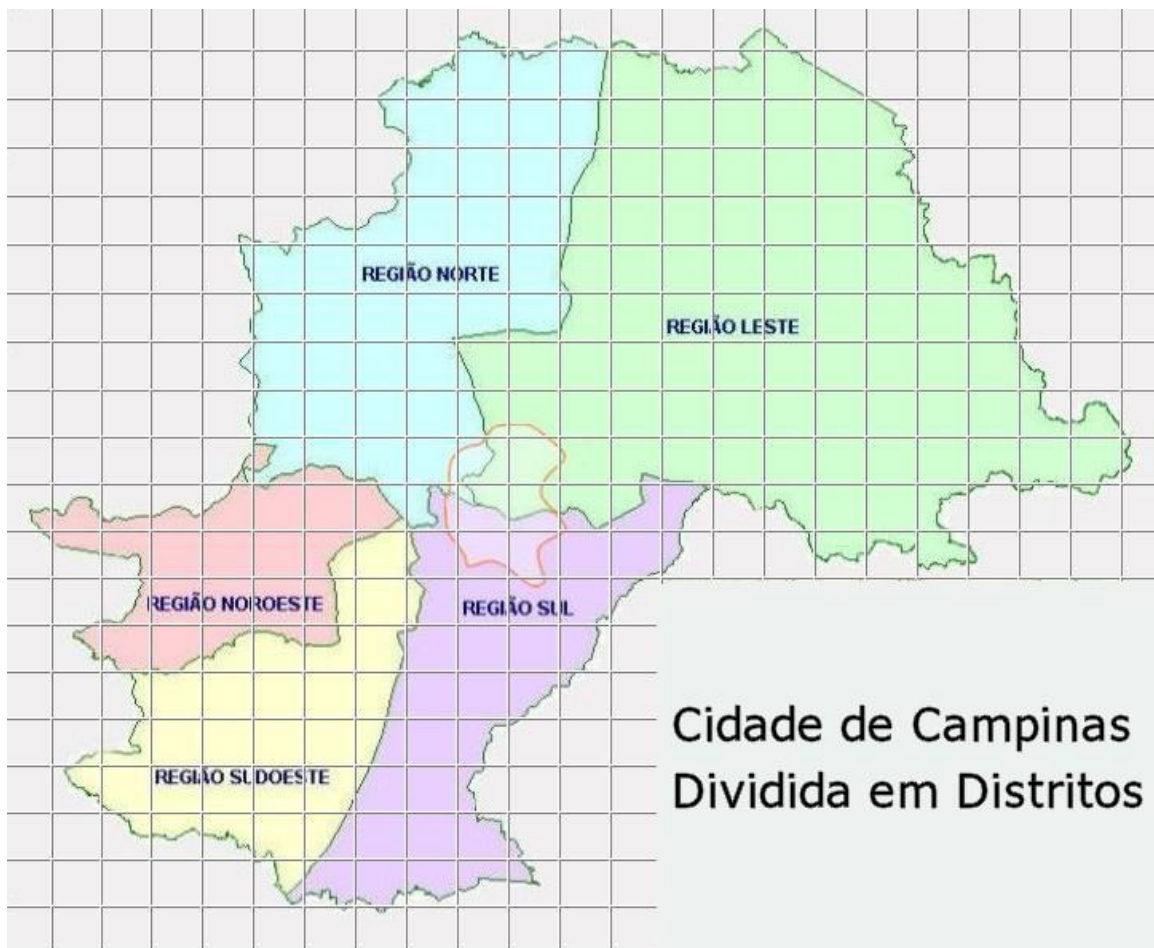 REGIÃO NORTE
REGIÃO LESTE
REGIÃO NOROESTE
REGIÃO SUL
REGIÃO SUDOESTE
Cidade de Campinas
Dividida em Distritos